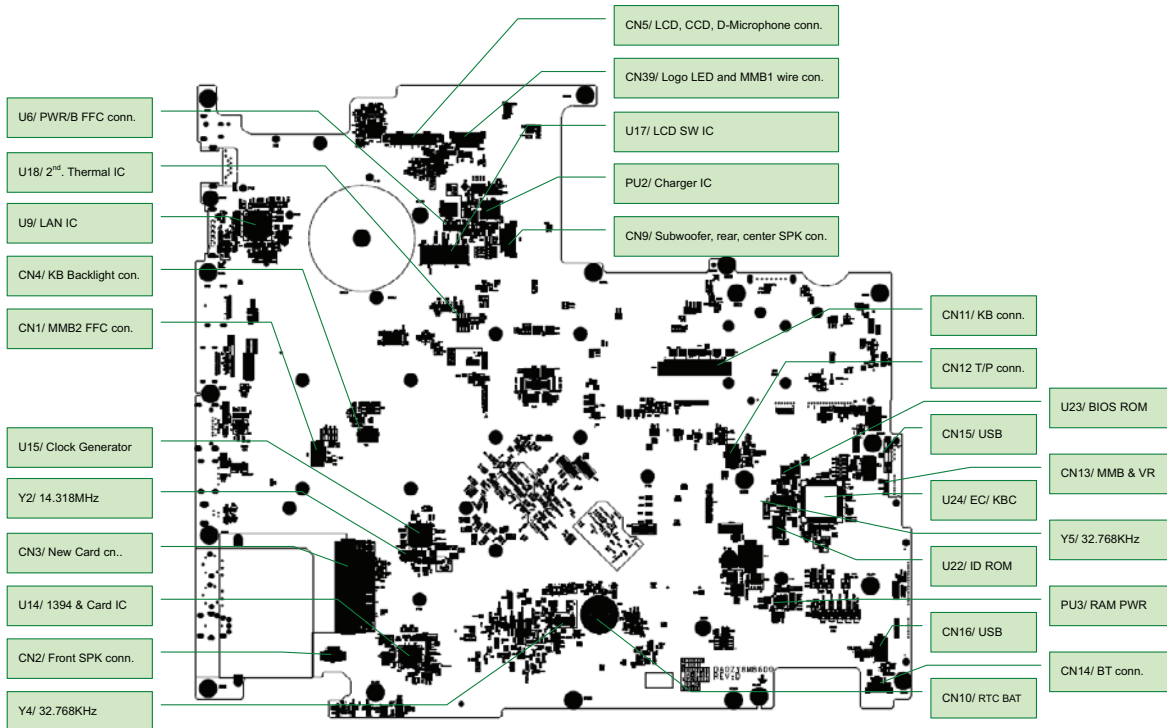 CN5/ LCD, CCD, D-Microphone conn.
CN39/ Logo LED and MMB1 wire con.
U6/ PWR/B FFC conn.
U17/ LCD SW IC
U18/ 2nd. Thermal IC
PU2/ Charger IC
U9/ LAN IC
CN9/ Subwoofer, rear, center SPK con.
CN4/ KB Backlight con.
CN1/ MMB2 FFC con.
CN11/ KB conn.
CN12 T/P conn.
U23/ BIOS ROM
U15/ Clock Generator
CN15/ USB
Y2/ 14.318MHz
CN13/ MMB & VR
U24/ EC/ KBC
CN3/ New Card cn..
Y5/ 32.768KHz
U22/ ID ROM
U14/ 1394 & Card IC
PU3/ RAM PWR
CN2/ Front SPK conn.
CN16/ USB
CN14/ BT conn.
Y4/ 32.768KHz
CN10/ RTC BAT
REV:D